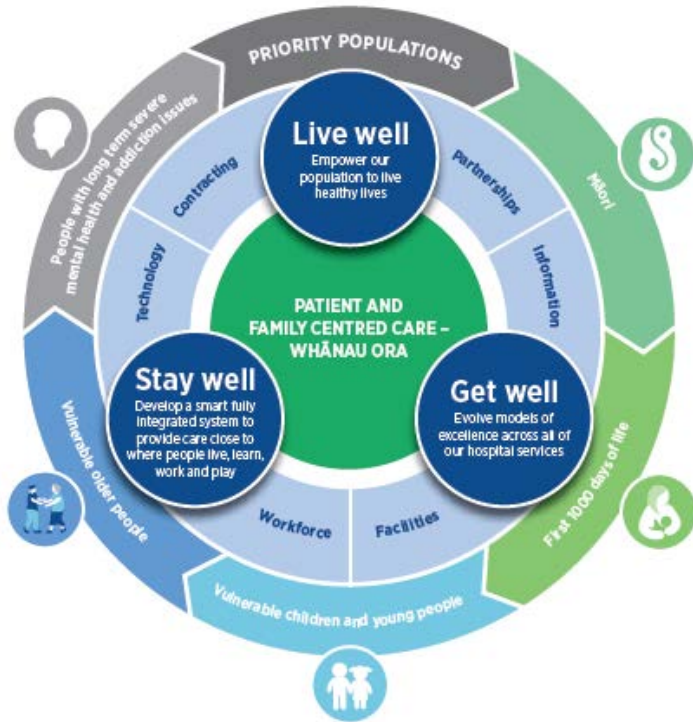 PRIORITY POPULATIONS
Māori
First 1000 days of life
Vulnerable children and young people
Vulnerable older people
People with long term severe
mental health and addiction issues
Contracting
Partnerships
Information
Facilities
Workforce
Technology
Live well
Empower our
population to live
healthy lives
PATIENT AND
FAMILY CENTRED CARE –
WHĀNAU ORA
Stay well
Develop a smart fully
integrated system to
provide care close to
where people live, learn,
work and play
Get well
Evolve models of
excellence across all of
our hospital services